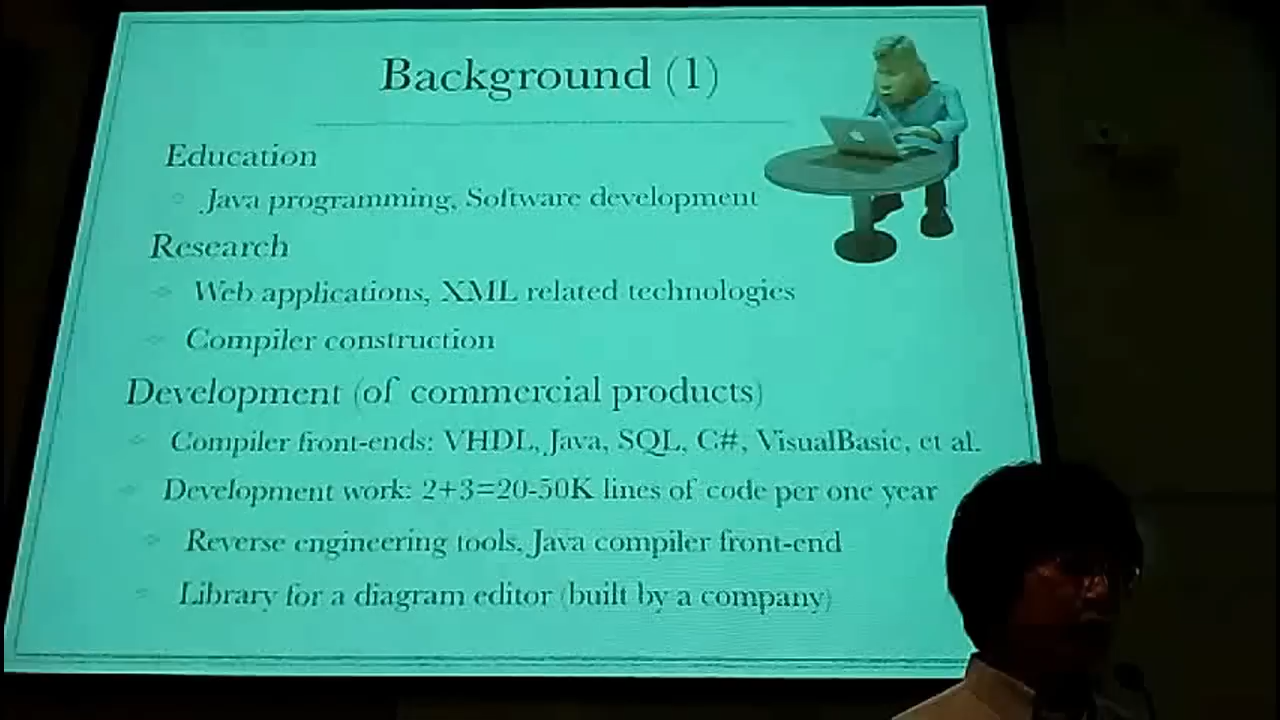 Background (1)
Education
Java programming, Software development
Research
Web applications, XML related technologies
Compiler construction
Development (of commercial products)
Compiler front-ends: VHDL, Java, SQL, C#, VisualBasic, et al.
Development work: 2+3=20-50K lines of code per one year
Reverse engineering tools, Java compiler front-end
Library for a diagram editor (built by a company)